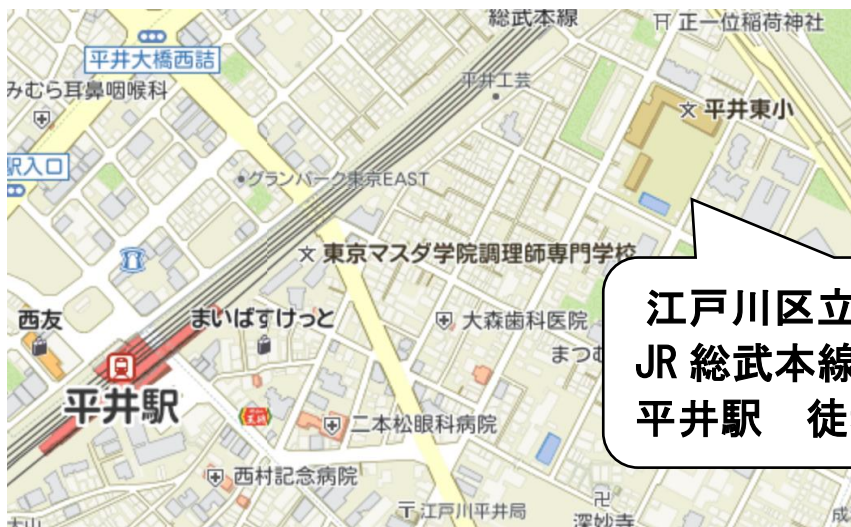 総武本線
正一位稲荷神社
平井大橋西詰
みむら耳鼻咽喉科
平井工芸
文 平井東小
駅入口
グランパーク東京EAST
文 東京マスダ学院調理師専門学校
西友
まいばすけっと
大森歯科医院
まつむ
江戸川区立
JR 総武本線
平井駅 徒
平井駅
二本松眼科病院
西村記念病院
〒江戸川平井局
卍
深妙寺
成